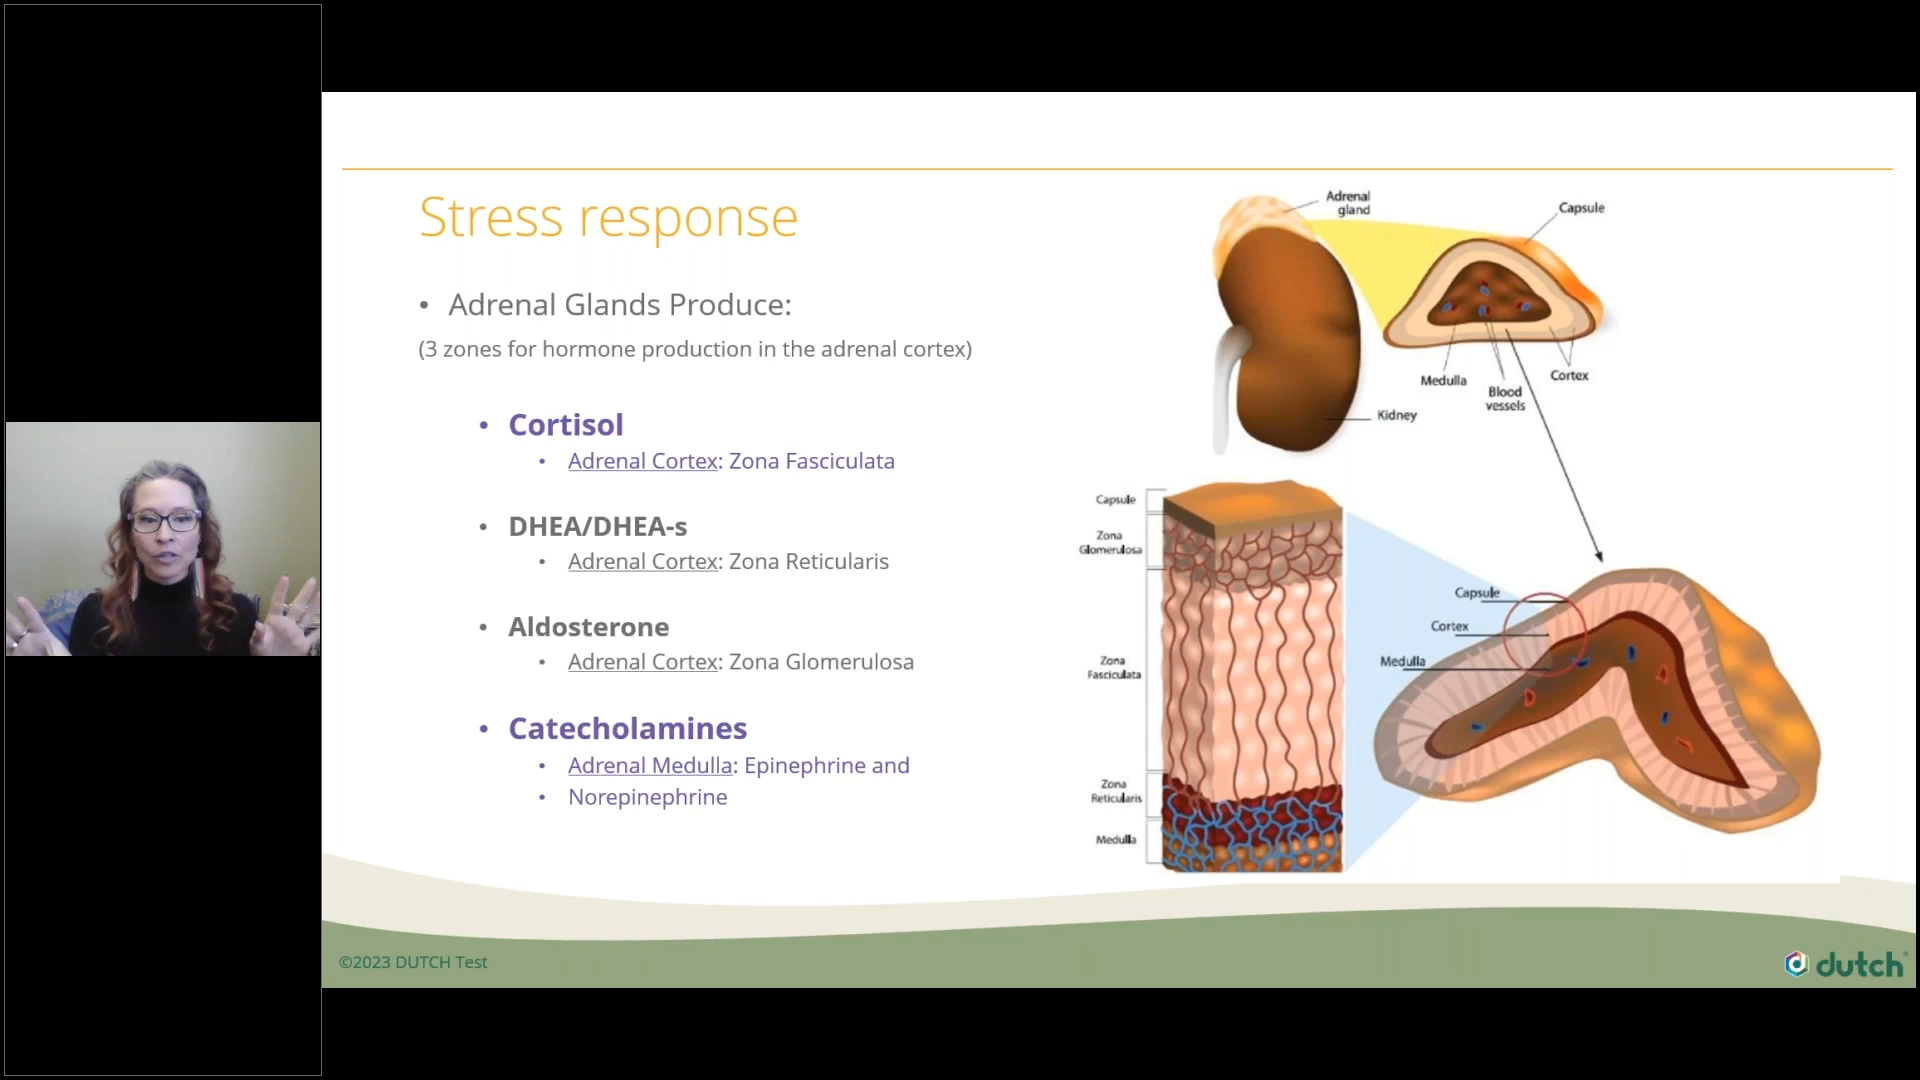 Stress response
• Adrenal Glands Produce:
(3 zones for hormone production in the adrenal cortex)
• Cortisol
• Adrenal Cortex: Zona Fasciculata
• DHEA/DHEA-s
• Adrenal Cortex: Zona Reticularis
• Aldosterone
• Adrenal Cortex: Zona Glomerulosa
• Catecholamines
• Adrenal Medulla: Epinephrine and
• Norepinephrine
Adrenal
gland
Capsule
Medulla
Blood
vessels
Cortex
Kidney
Capsule
Zona
Glomerulosa
Zona
Fasciculata
Zona
Reticularis
Medulla
Capsule
Cortex
Medulla
©2023 DUTCH Test
dutch®